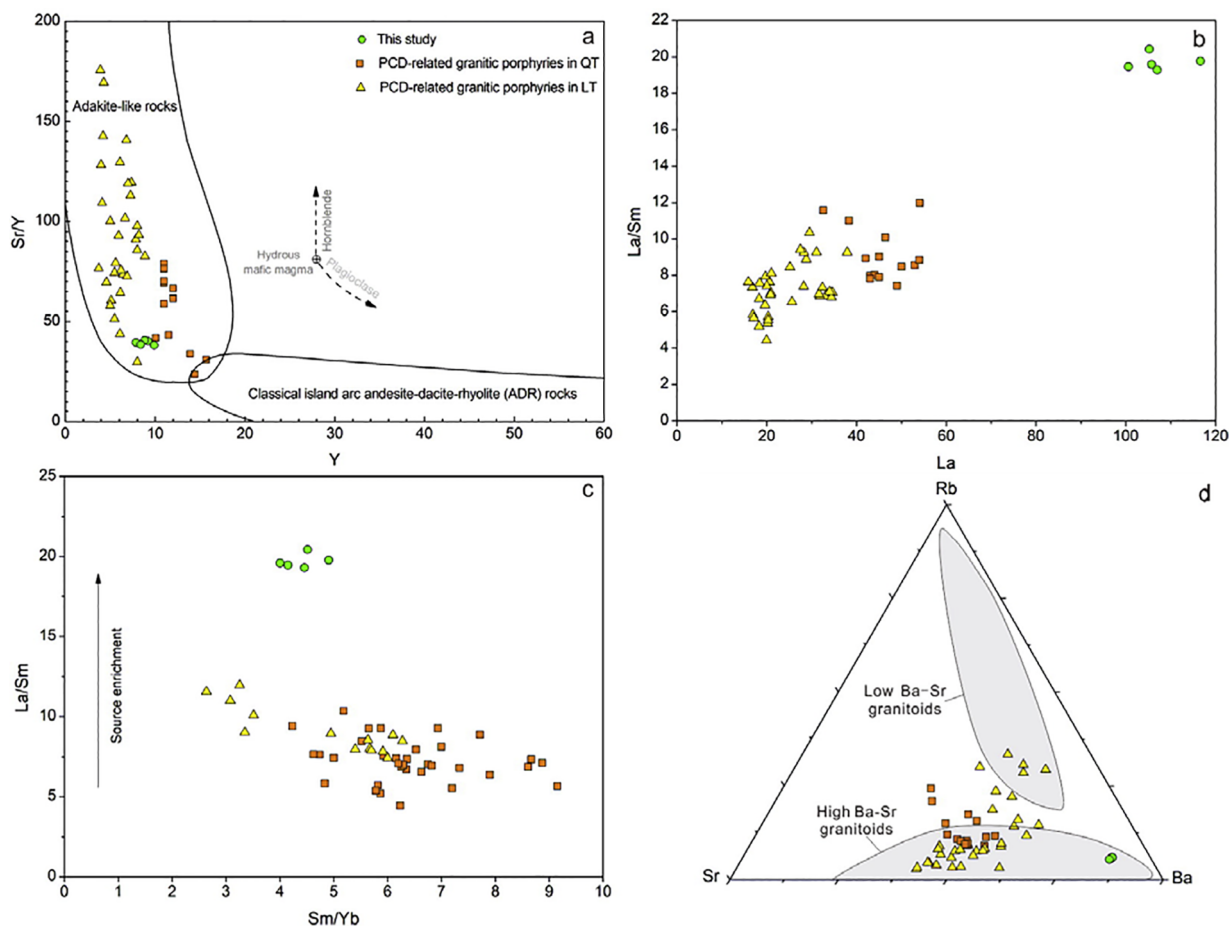 a
This study
PCD-related granitic porphyries in QT
PCD-related granitic porphyries in LT
Adakite-like rocks
Hornblende
Hydrous
mafic magma
Plagioclase
Classical island arc andesite-dacite-rhyolite (ADR) rocks
200
150
100
50
0
Sr/Y
0 10 20 30 40 50 60
Y
b
22
20
18
16
14
12
10
8
6
4
2
0
La/Sm
0 20 40 60 80 100 120
La
c
25
20
15
10
5
0
La/Sm
Source enrichment
0 1 2 3 4 5 6 7 8 9 10
Sm/Yb
d
Rb
Low Ba-Sr
granitoids
High Ba-Sr
granitoids
Sr
Ba